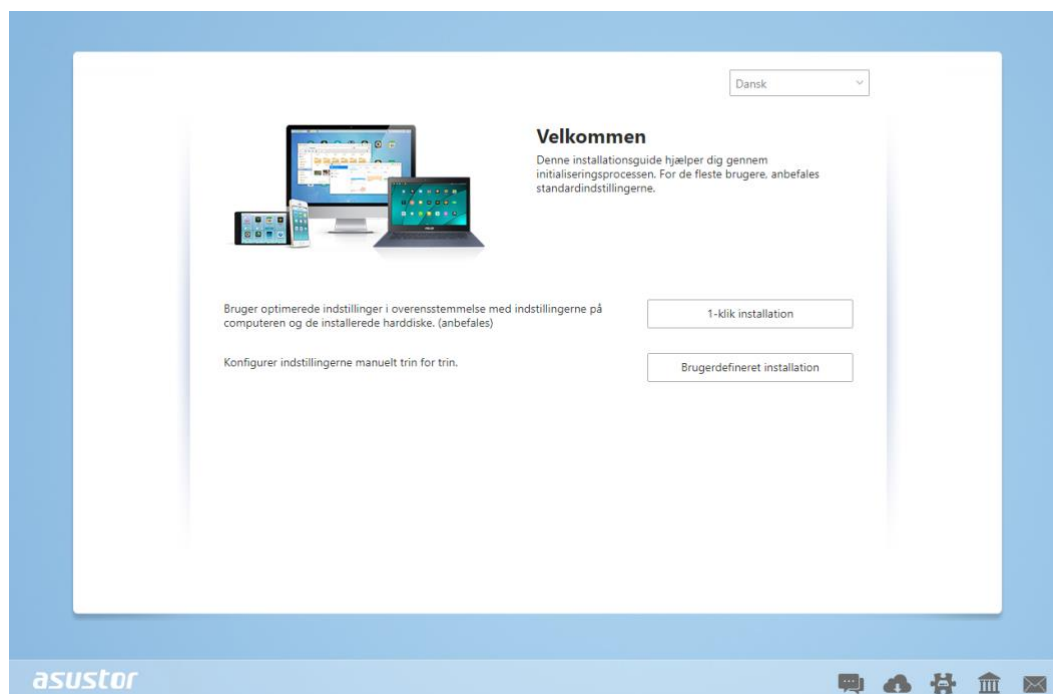 Dansk
Velkommen
Denne installationsguide hjælper dig gennem
initialiseringsprocessen. For de fleste brugere, anbefales
standardindstillingerne.
Bruger optimerede indstillinger i overensstemmelse med indstillingerne på
computeren og de installerede harddiske. (anbefales)
1-klik installation
Konfigurer indstillingerne manuelt trin for trin.
Brugerdefineret installation
asustor